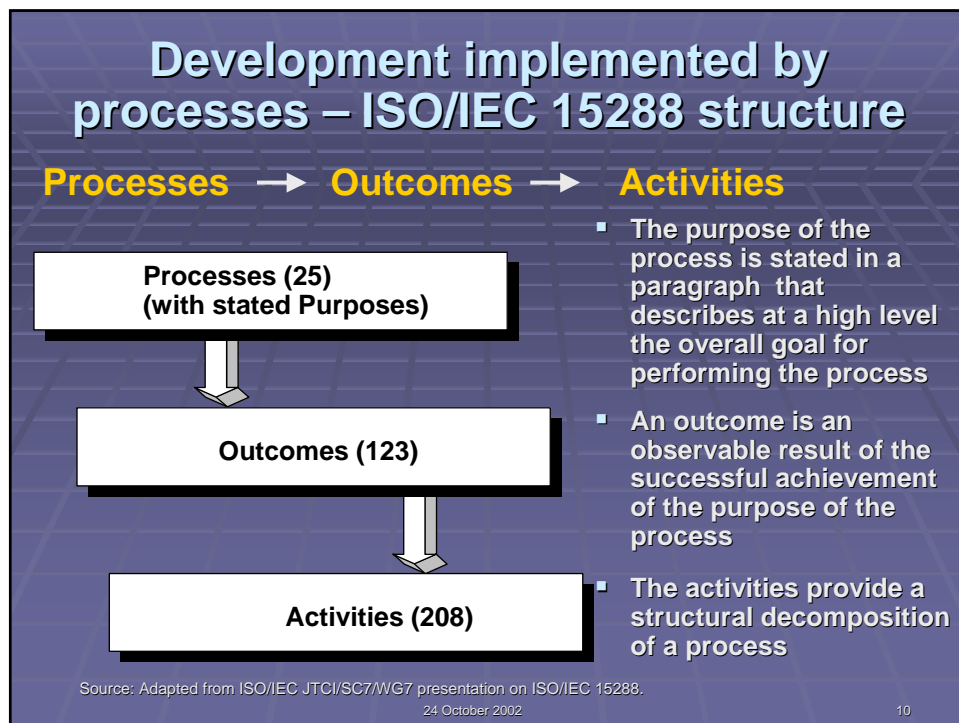 Development implemented by
processes – ISO/IEC 15288 structure
Processes → Outcomes → Activities
Processes (25)
(with stated Purposes)
Outcomes (123)
Activities (208)
▪ The purpose of the
process is stated in a
paragraph that
describes at a high level
the overall goal for
performing the process
▪ An outcome is an
observable result of the
successful achievement
of the purpose of the
process
▪ The activities provide a
structural decomposition
of a process
Source: Adapted from ISO/IEC JTCI/SC7/WG7 presentation on ISO/IEC 15288.
24 October 2002
10